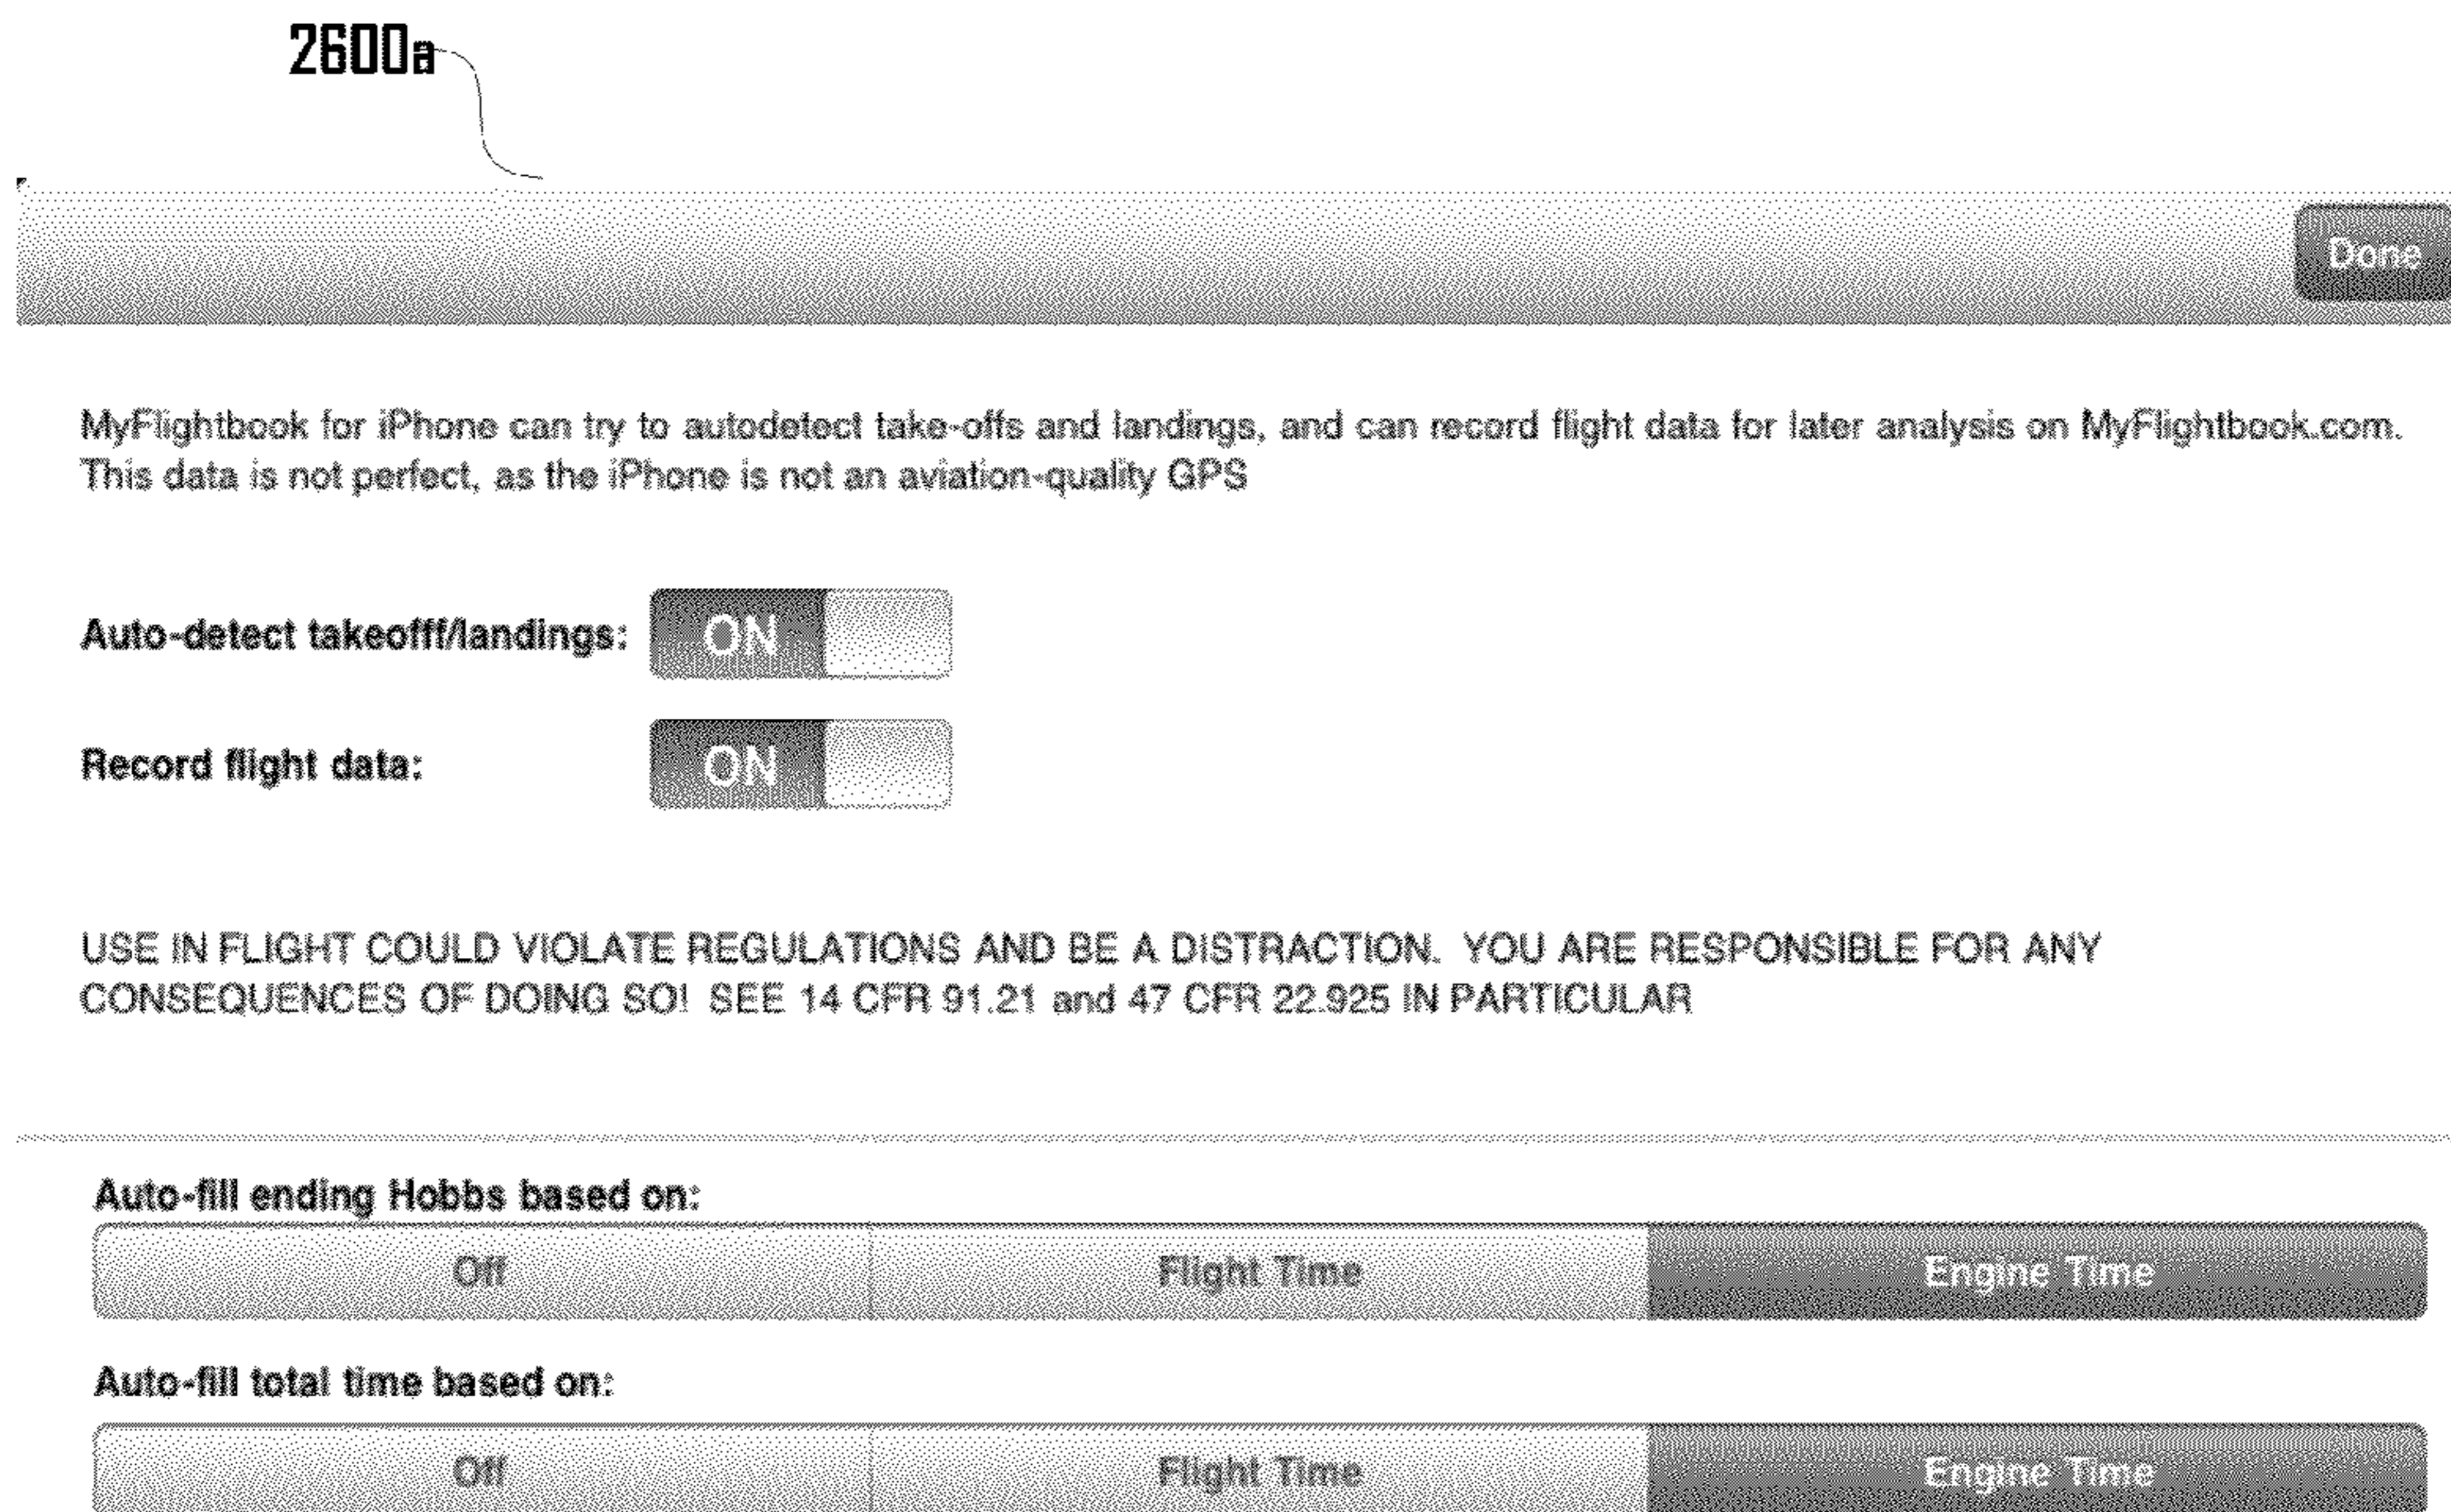 2600a
Done
MyFlightbook for iPhone can try to autodetect take-offs and landings, and can record flight data for later analysis on MyFlightbook.com.
This data is not perfect, as the iPhone is not an aviation-quality GPS
Auto-detect takeofff/landings: ON
Record flight data: ON
USE IN FLIGHT COULD VIOLATE REGULATIONS AND BE A DISTRACTION.  YOU ARE RESPONSIBLE FOR ANY
CONSEQUENCES OF DOING SO!  SEE 14 CFR 91.21 and 47 CFR 22.925 IN PARTICULAR
Auto-fill ending Hobbs based on:
Off Flight Time Engine Time
Auto-fill total time based on:
Off Flight Time Engine Time